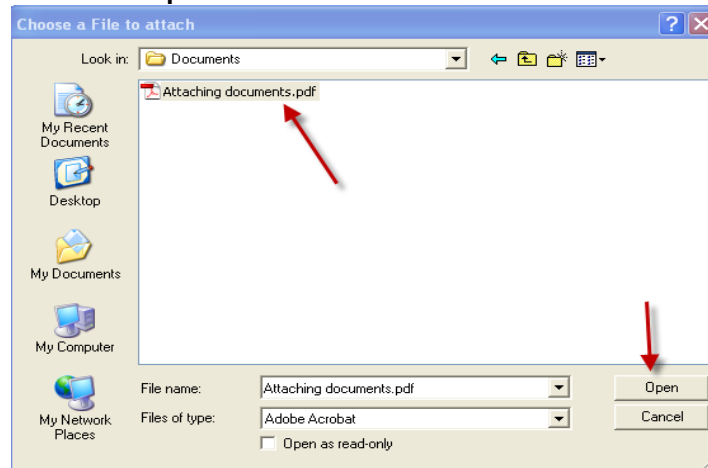 Choose a File to attach
Look in:
Documents
Attaching documents.pdf
My Recent
Documents
Desktop
My Documents
My Computer
My Network
Places
File name:
Attaching documents.pdf
Open
Files of type:
Adobe Acrobat
Cancel
Open as read-only